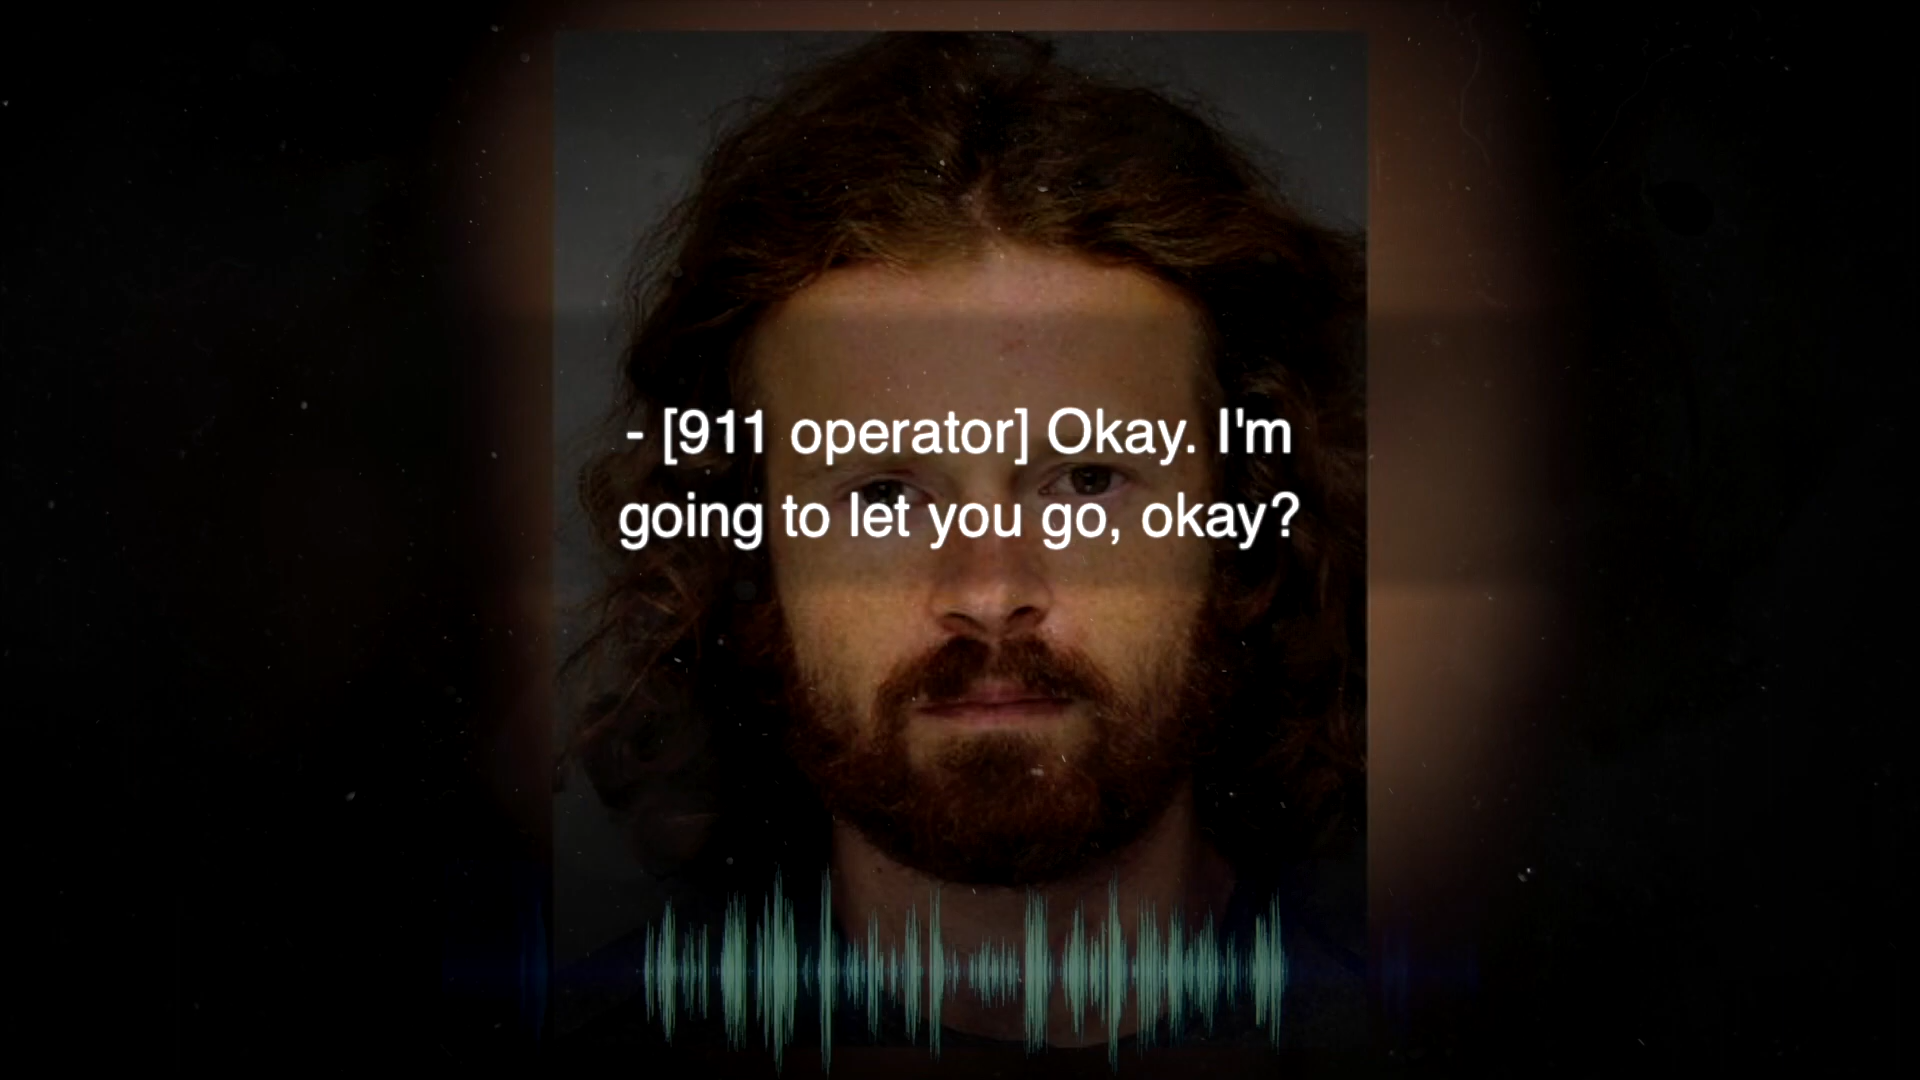 - [911 operator] Okay. I'm
going to let you go, okay?